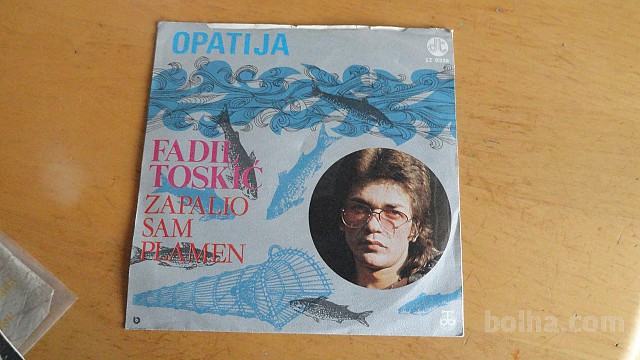 OPATIJA
FADIL
TOSKIĆ
ZAPALIO
SAM
PLAMEN
bolha.com